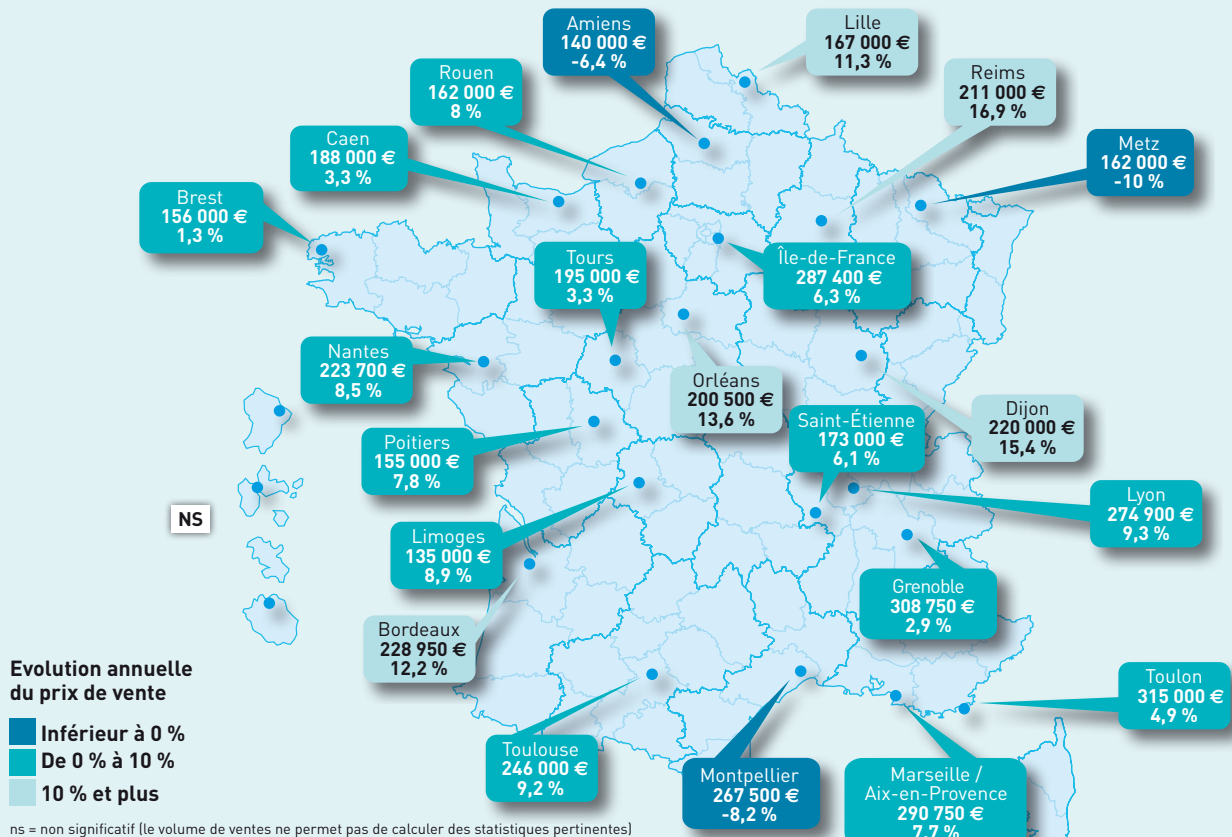 Amiens
140 000 €
-6,4 %
Lille
167 000 €
11,3 %
Rouen
162 000 €
8 %
Reims
211 000 €
16,9 %
Caen
188 000 €
3,3 %
Metz
162 000 €
-10 %
Brest
156 000 €
1,3 %
Tours
195 000 €
3,3 %
Île-de-France
287 400 €
6,3 %
Nantes
223 700 €
8,5 %
Orléans
200 500 €
13,6 %
Dijon
220 000 €
15,4 %
Saint-Étienne
173 000 €
6,1 %
Poitiers
155 000 €
7,8 %
Lyon
274 900 €
9,3 %
NS
Limoges
135 000 €
8,9 %
Grenoble
308 750 €
2,9 %
Bordeaux
228 950 €
12,2 %
Toulon
315 000 €
4,9 %
Toulouse
246 000 €
9,2 %
Montpellier
267 500 €
-8,2 %
Marseille /
Aix-en-Provence
290 750 €
7,7 %
Evolution annuelle
du prix de vente
Inférieur à 0 %
De 0 % à 10 %
10 % et plus
ns = non significatif (le volume de ventes ne permet pas de calculer des statistiques pertinentes)